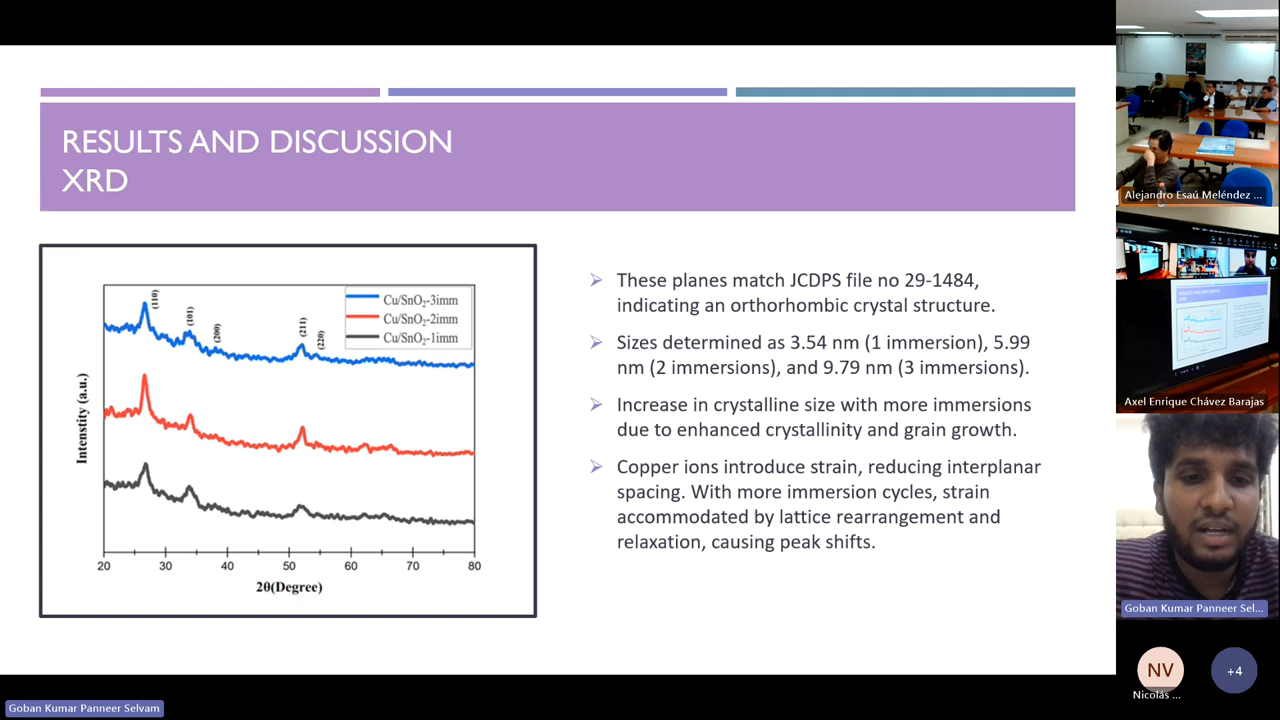 RESULTS AND DISCUSSION
XRD
(110)
(101)
(200)
(211)
(220)
Cu/SnO₂-3imm
Cu/SnO₂-2imm
Cu/SnO₂-1imm
Intenstity (a.u.)
20 30 40 50 60 70 80
2θ(Degree)
These planes match JCDPS file no 29-1484,
indicating an orthorhombic crystal structure.
Sizes determined as 3.54 nm (1 immersion), 5.99
nm (2 immersions), and 9.79 nm (3 immersions).
Increase in crystalline size with more immersions
due to enhanced crystallinity and grain growth.
Copper ions introduce strain, reducing interplanar
spacing. With more immersion cycles, strain
accommodated by lattice rearrangement and
relaxation, causing peak shifts.
Alejandro Esaú Meléndez ...
Axel Enrique Chávez Barajas
Goban Kumar Panneer Sel...
NV
Nicolás ...
+4
Goban Kumar Panneer Selvam